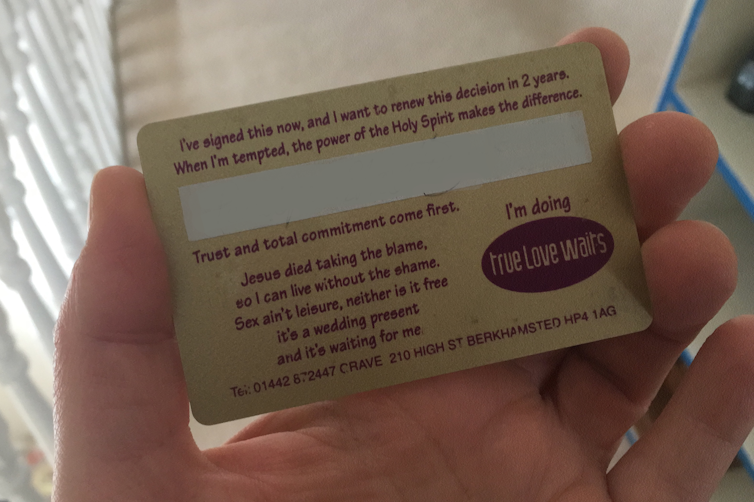 I've signed this now, and I want to renew this decision in 2 years.
When I'm tempted, the power of the Holy Spirit makes the difference.
Trust and total commitment come first.
Jesus died taking the blame,
so I can live without the shame.
Sex ain't leisure, neither is it free
it's a wedding present
and it's waiting for me
I'm doing
true Love Waits
Tel: 01442 872447 CRAVE 210 HIGH ST BERKHAMSTED HP4 1AG